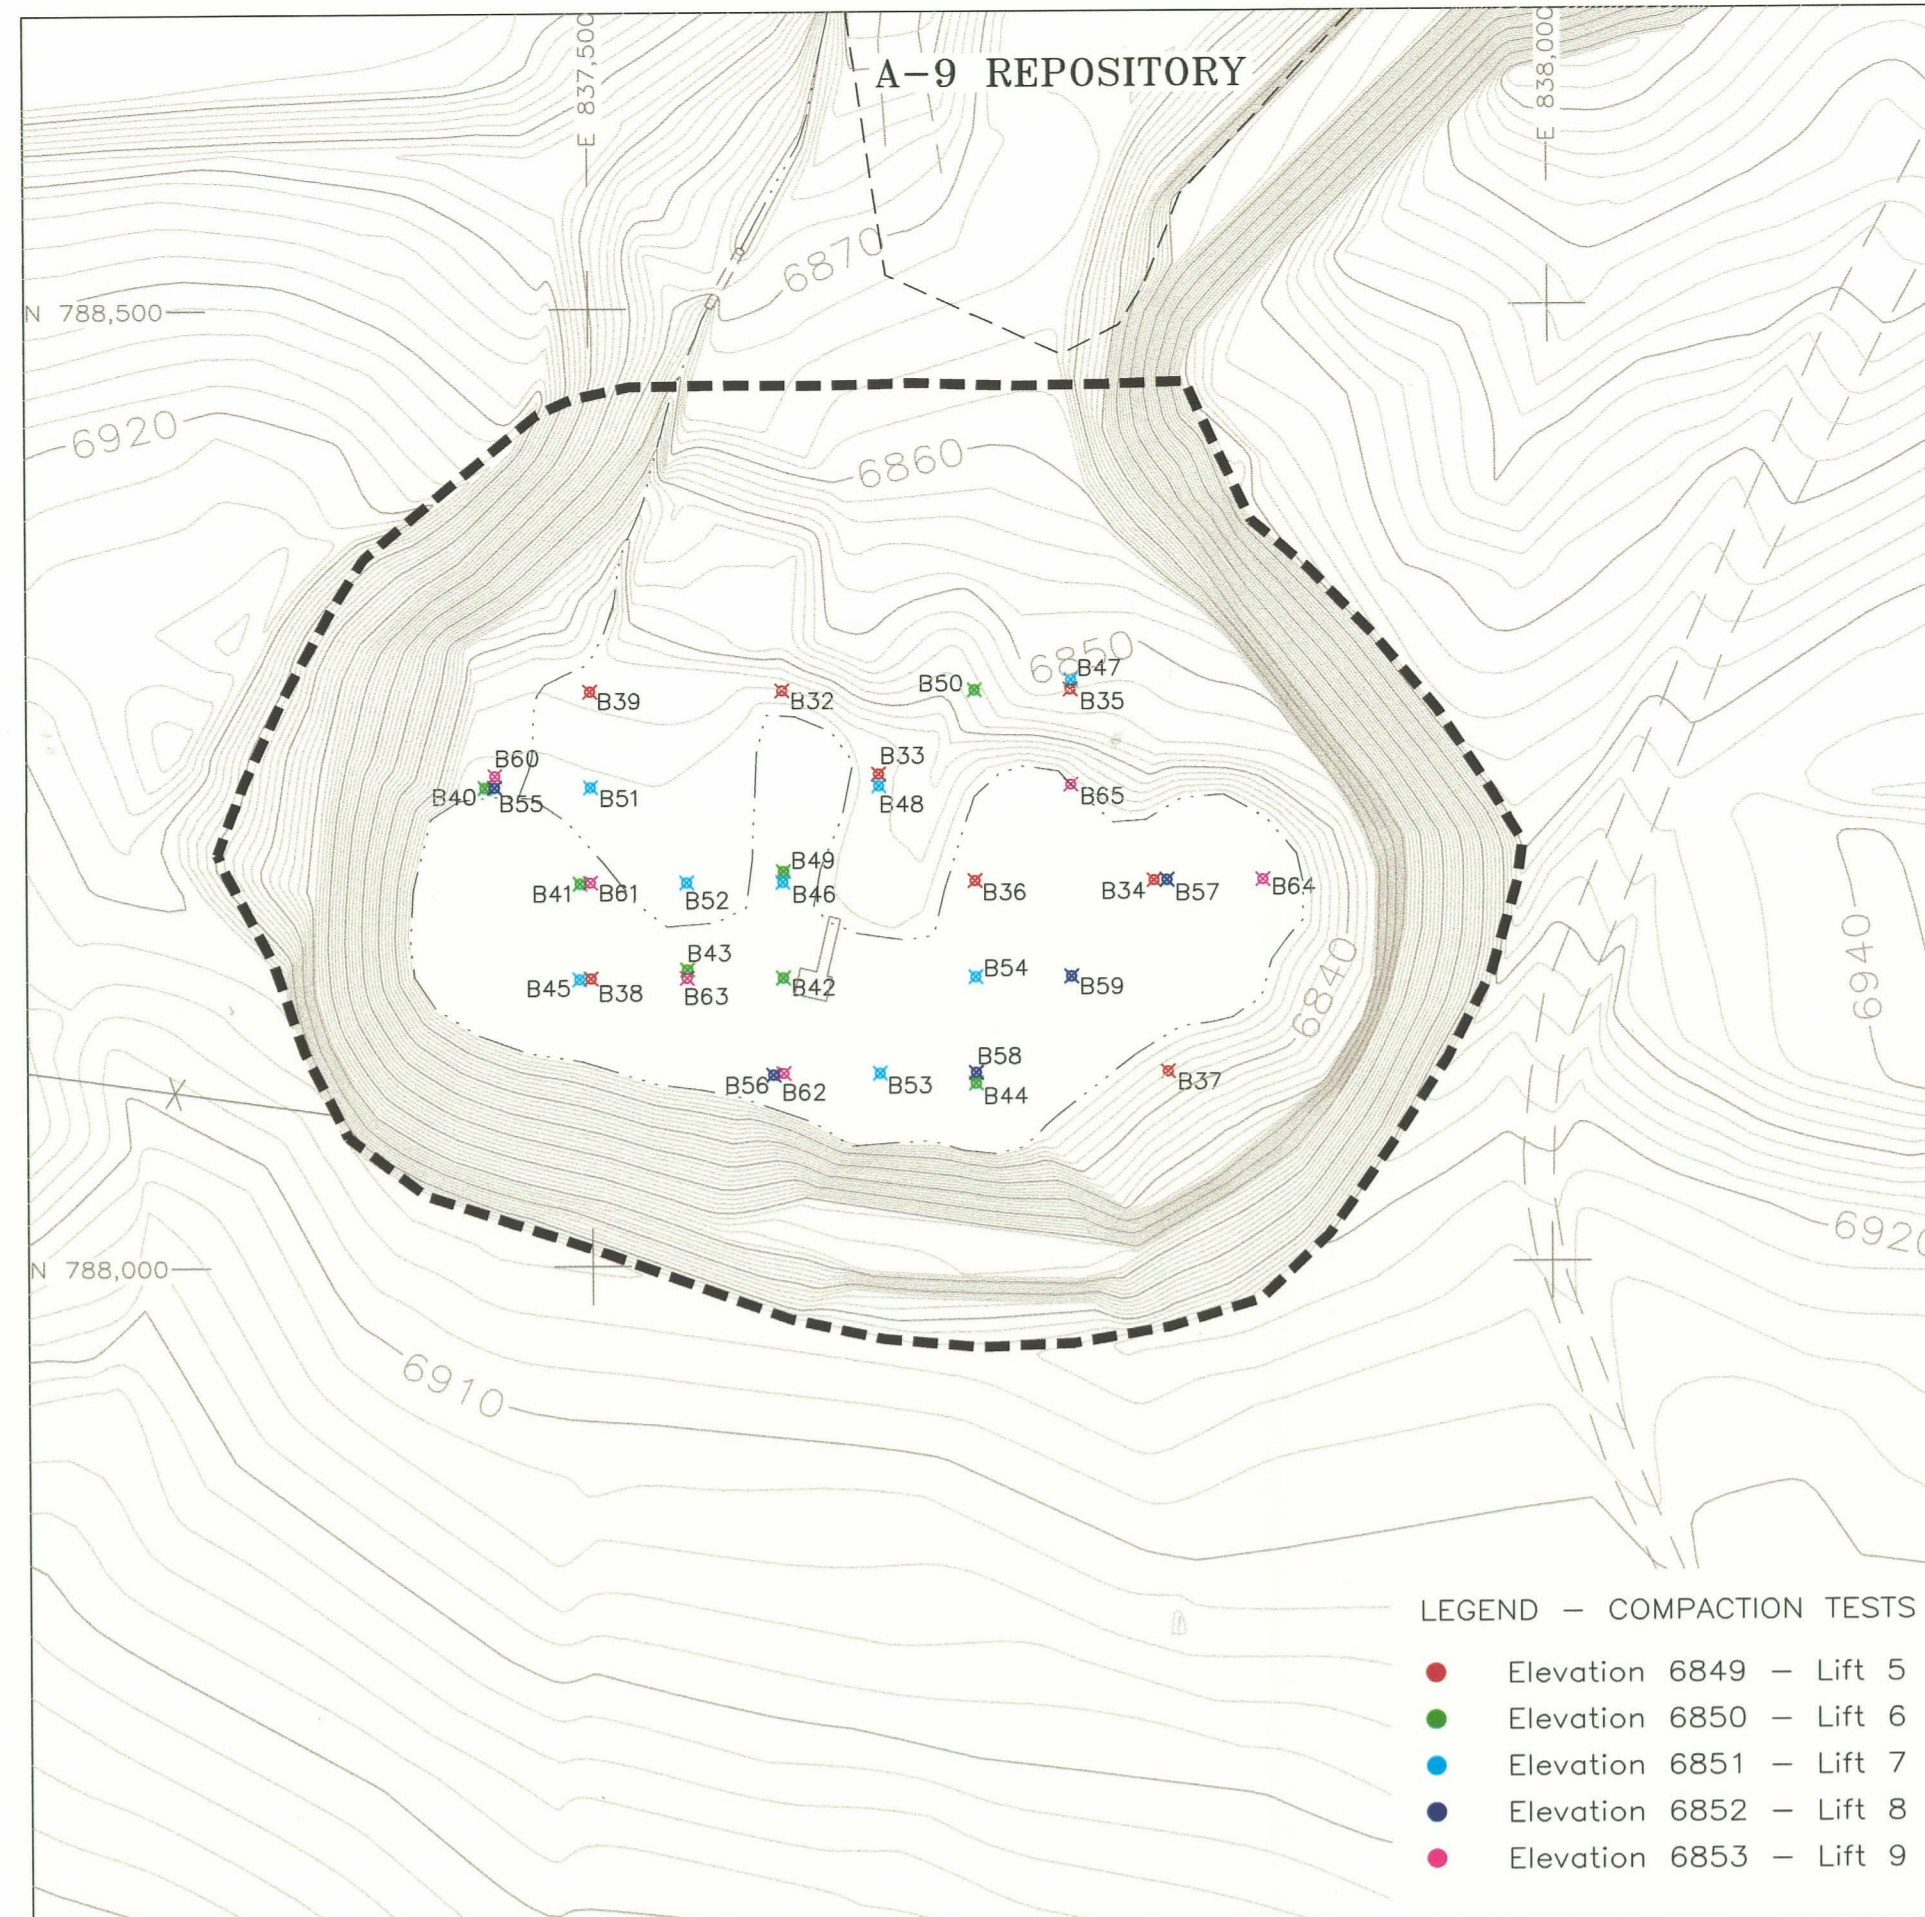 E 837,500
A-9 REPOSITORY
E 838,000
6870
N 788,500
6920
6860
6850
B47
B50
B39
B32
B35
B60
B33
B40
B55
B51
B48
B65
B49
B41
B61
B52
B46
B36
B34
B57
B64
B43
B54
B45
B38
B63
B42
B59
6840
6940
B58
B56
B62
B53
B44
B37
6920
N 788,000
6910
LEGEND - COMPACTION TESTS
Elevation 6849 - Lift 5
Elevation 6850 - Lift 6
Elevation 6851 - Lift 7
Elevation 6852 - Lift 8
Elevation 6853 - Lift 9